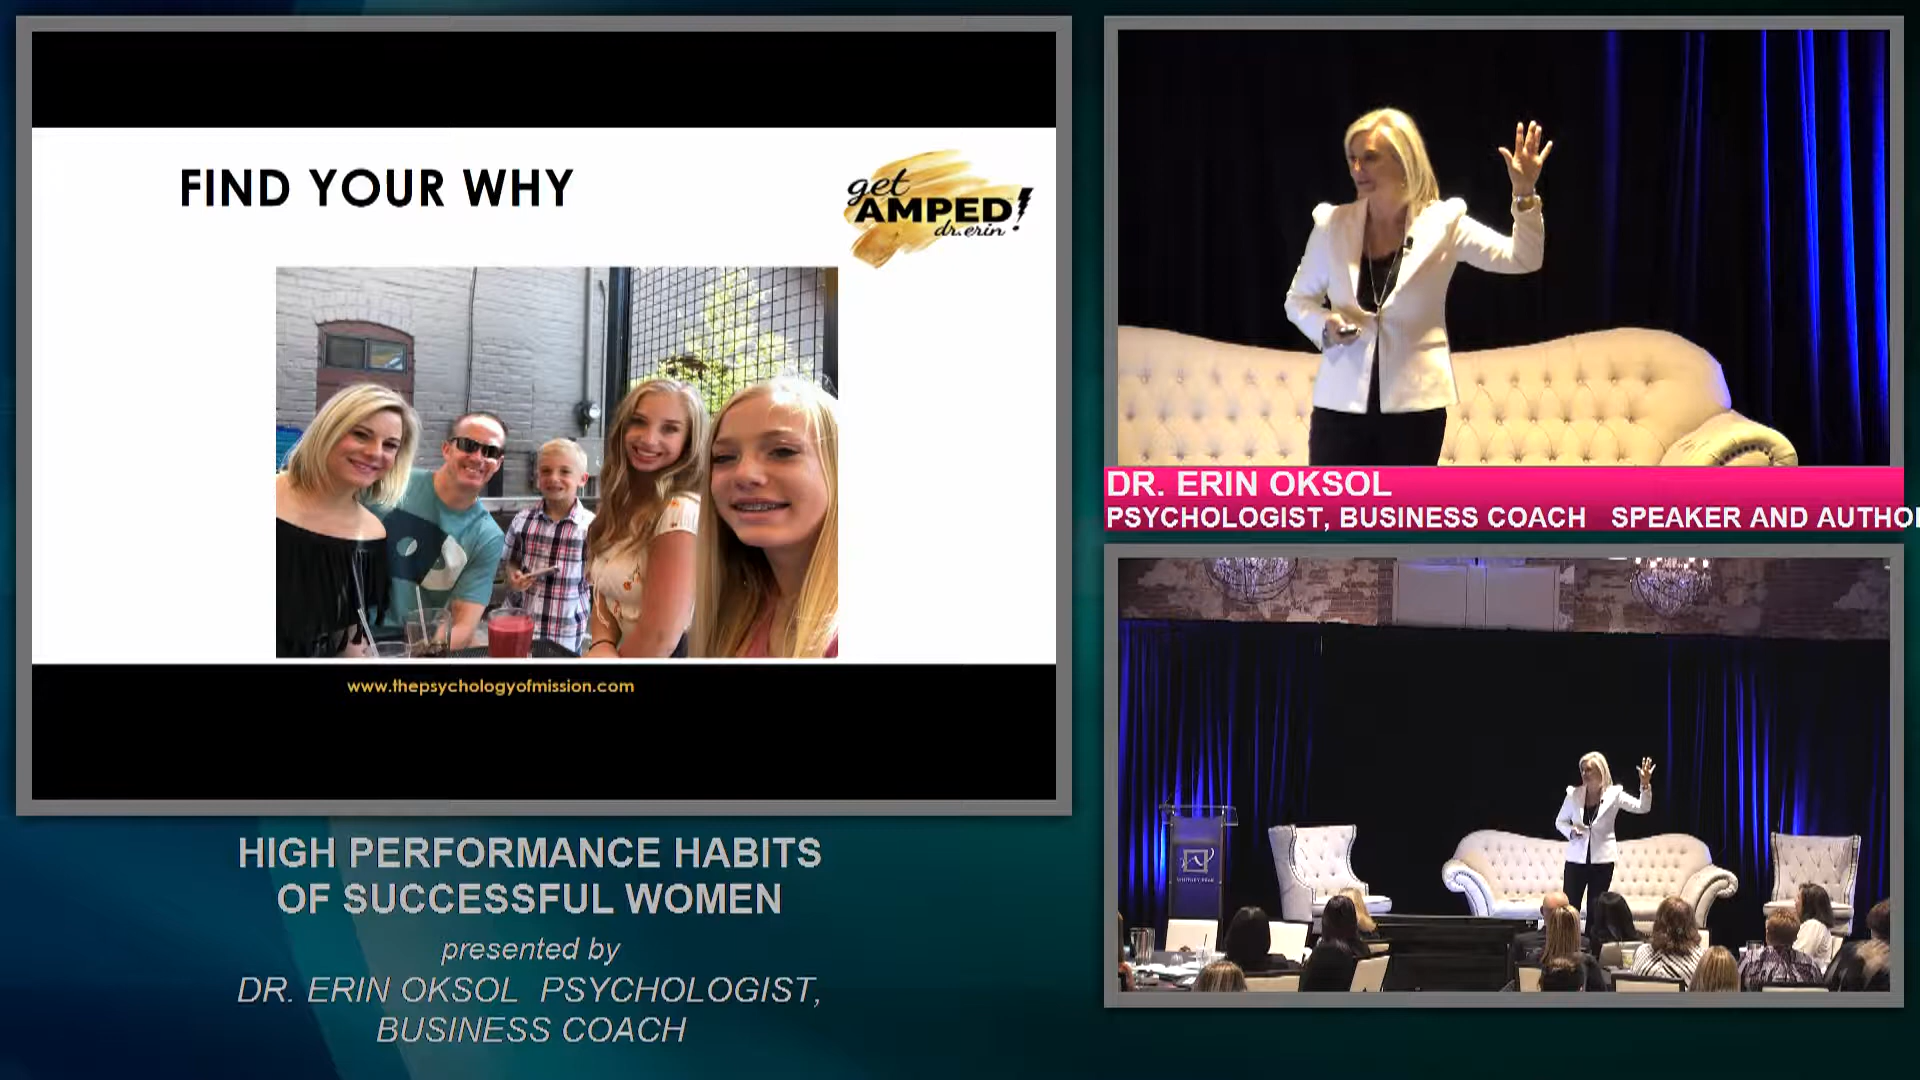 FIND YOUR WHY
get
AMPED!
dr.erin
www.thepsychologyofmission.com
HIGH PERFORMANCE HABITS
OF SUCCESSFUL WOMEN
presented by
DR. ERIN OKSOL PSYCHOLOGIST,
BUSINESS COACH
DR. ERIN OKSOL
PSYCHOLOGIST, BUSINESS COACH SPEAKER AND AUTHO